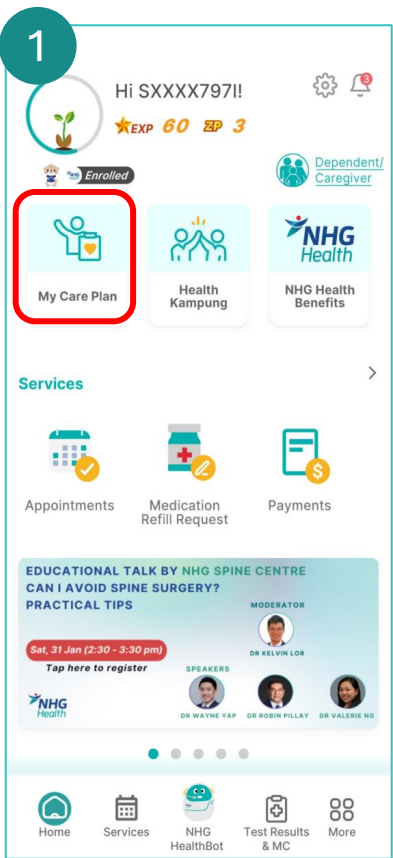 1
Hi SXXXX797I!
3
EXP 60 ZP 3
Enrolled
Dependent/
Caregiver
My Care Plan
Health
Kampung
NHG
Health
NHG Health
Benefits
Services
Appointments
Medication
Refill Request
Payments
EDUCATIONAL TALK BY NHG SPINE CENTRE
CAN I AVOID SPINE SURGERY?
PRACTICAL TIPS
MODERATOR
DR KELVIN LOR
Sat, 31 Jan (2:30 - 3:30 pm)
Tap here to register
SPEAKERS
NHG
Health
DR WAYNE YAP
DR ROBIN PILLAY
DR VALERIE NG
Home
Services
NHG
HealthBot
Test Results
& MC
More